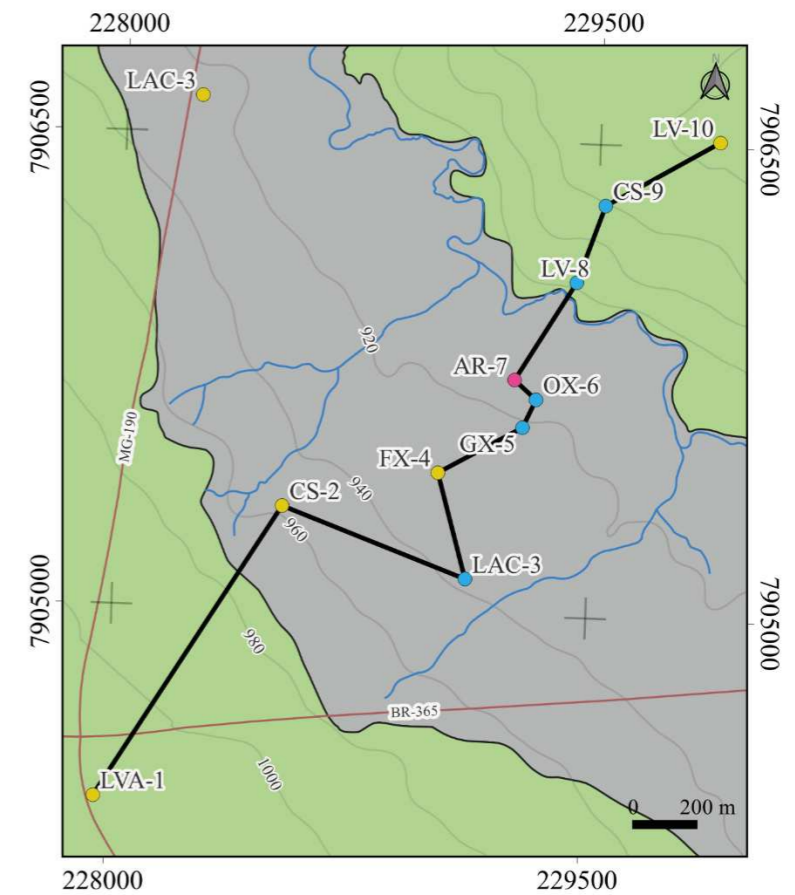 228000 229500
N
LAC-3
7906500
LV-10
7906500
CS-9
LV-8
920
AR-7
OX-6
MG-190
GX-5
FX-4
940
CS-2
960
LAC-3
7905000
7905000
980
BR-365
1000
LVA-1
0 200 m
228000 229500